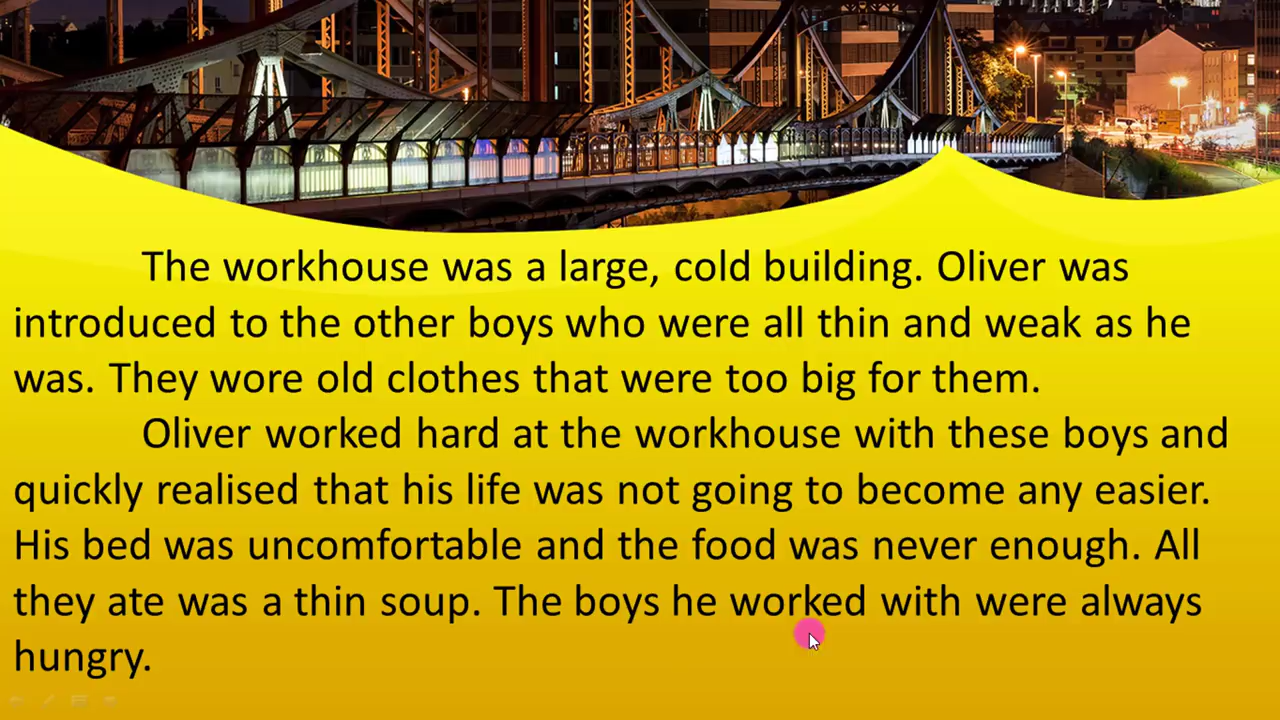 The workhouse was a large, cold building. Oliver was
introduced to the other boys who were all thin and weak as he
was. They wore old clothes that were too big for them.
Oliver worked hard at the workhouse with these boys and
quickly realised that his life was not going to become any easier.
His bed was uncomfortable and the food was never enough. All
they ate was a thin soup. The boys he worked with were always
hungry.